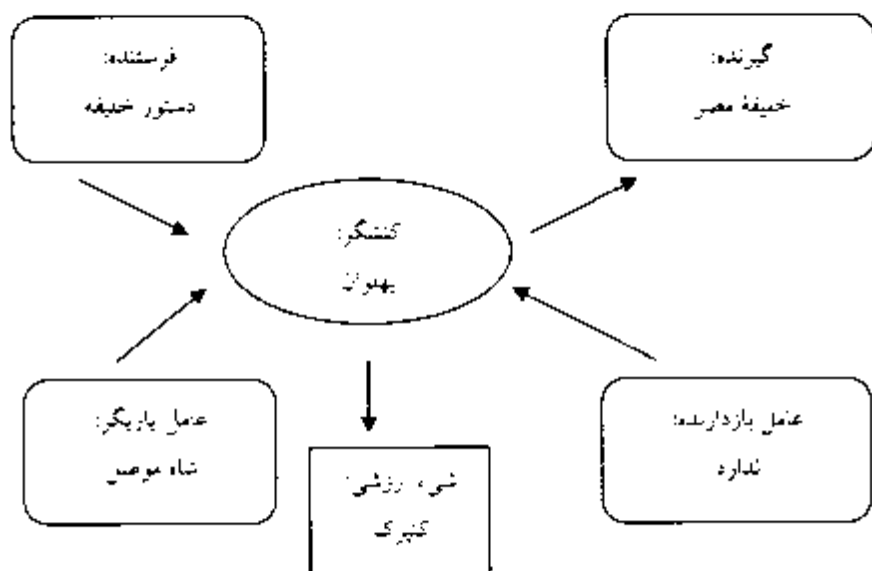 گیرنده:
خلیفهٔ مصر
فرستنده:
دستور خلیفه
کنشگر:
پهلوان
عامل بازدارنده:
ندارد
عامل یاریگر:
شاه موصل
شیء ارزشی:
کنیزک